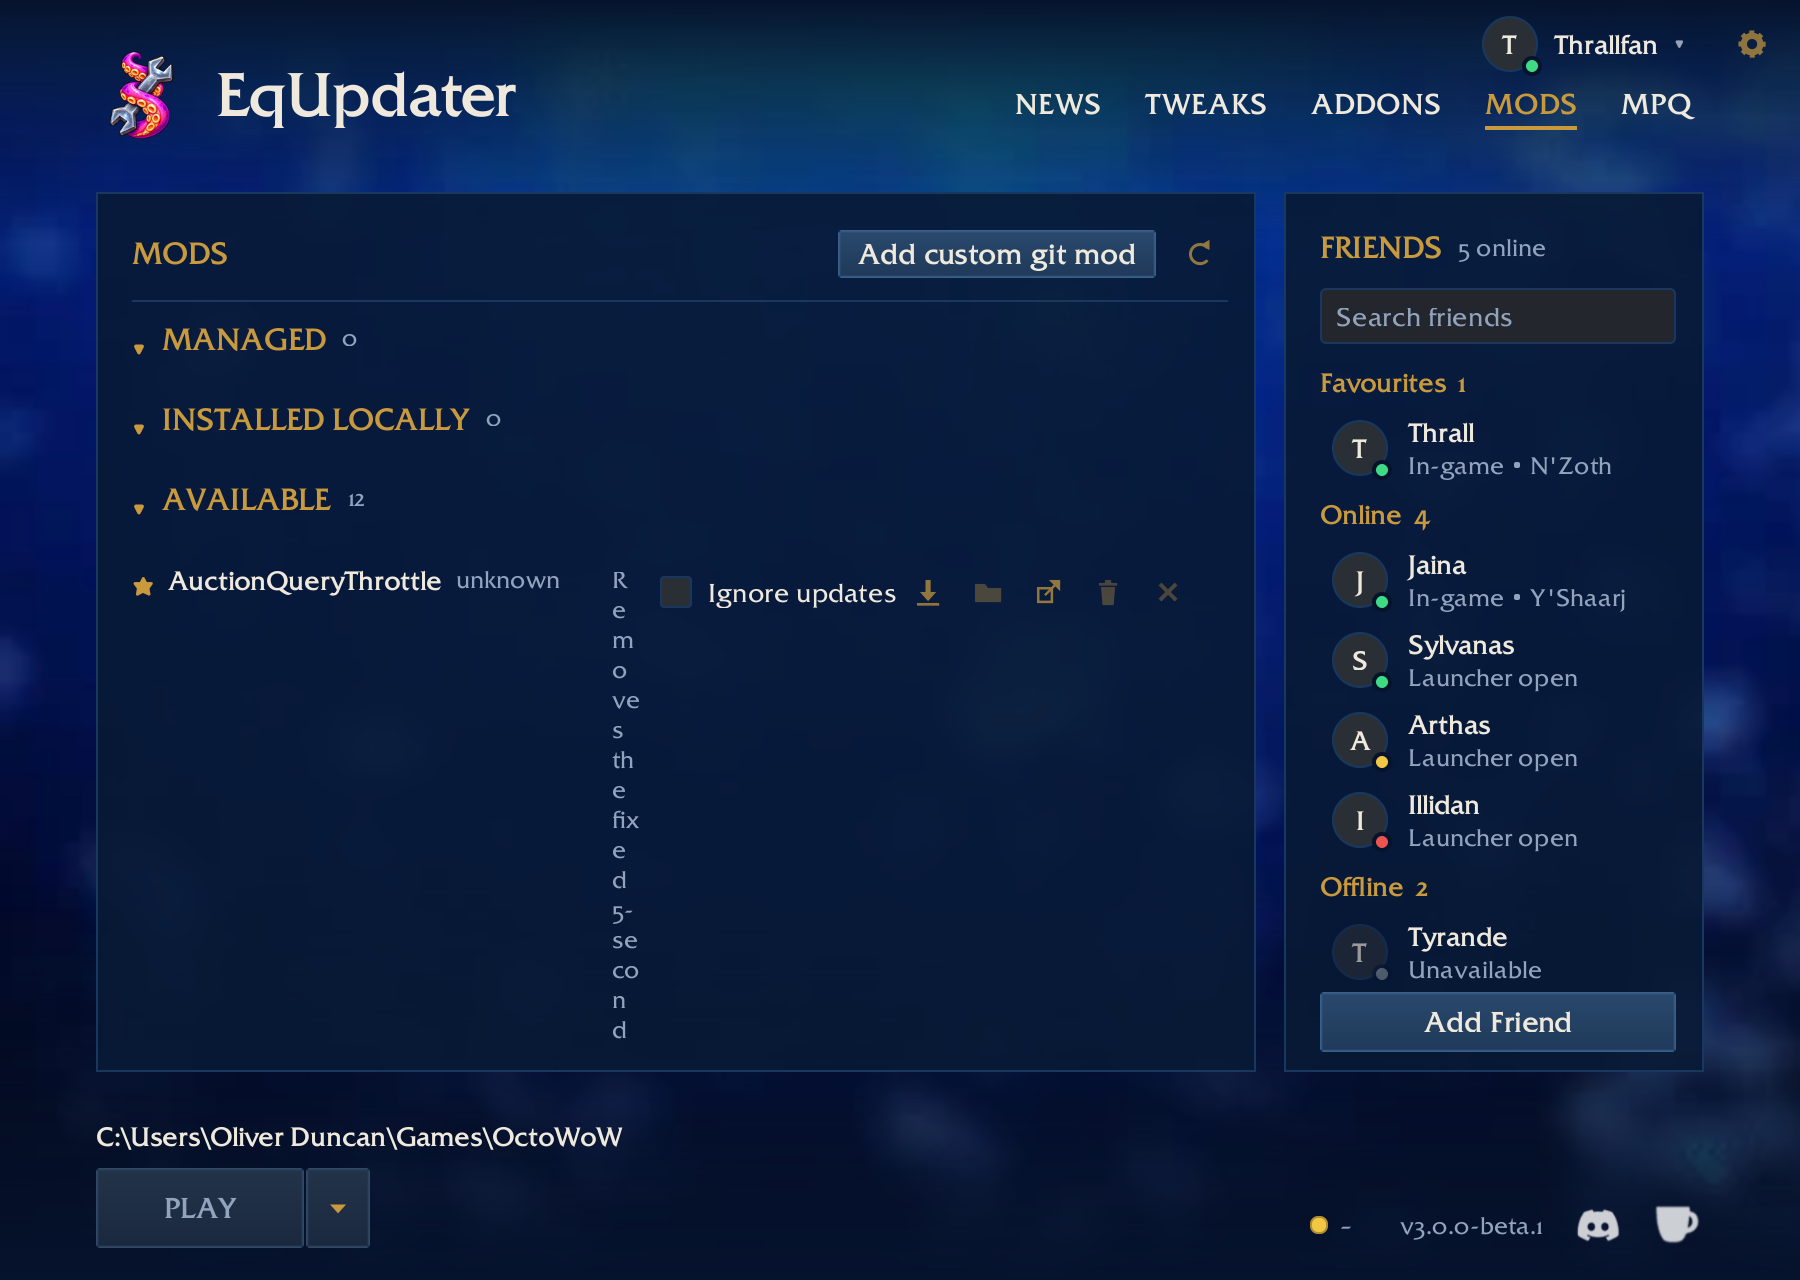 T Thrallfan
EqUpdater
NEWS TWEAKS ADDONS MODS MPQ
MODS
Add custom git mod
MANAGED 0
INSTALLED LOCALLY 0
AVAILABLE 12
AuctionQueryThrottle unknown
R
e
m
o
ve
s
th
e
fix
e
d
5-
se
co
n
d
Ignore updates
FRIENDS 5 online
Search friends
Favourites 1
T Thrall
In-game • N'Zoth
Online 4
J Jaina
In-game • Y'Shaarj
S Sylvanas
Launcher open
A Arthas
Launcher open
I Illidan
Launcher open
Offline 2
T Tyrande
Unavailable
Add Friend
C:\Users\Oliver Duncan\Games\OctoWoW
PLAY
-
v3.0.0-beta.1